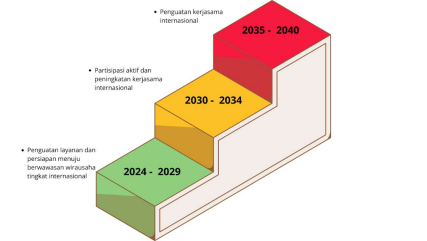 • Penguatan kerjasama
internasional
2035 - 2040
• Partisipasi aktif dan
peningkatan kerjasama
internasional
2030 - 2034
• Penguatan layanan dan
persiapan menuju
berwawasan wirausaha
tingkat internasional
2024 - 2029